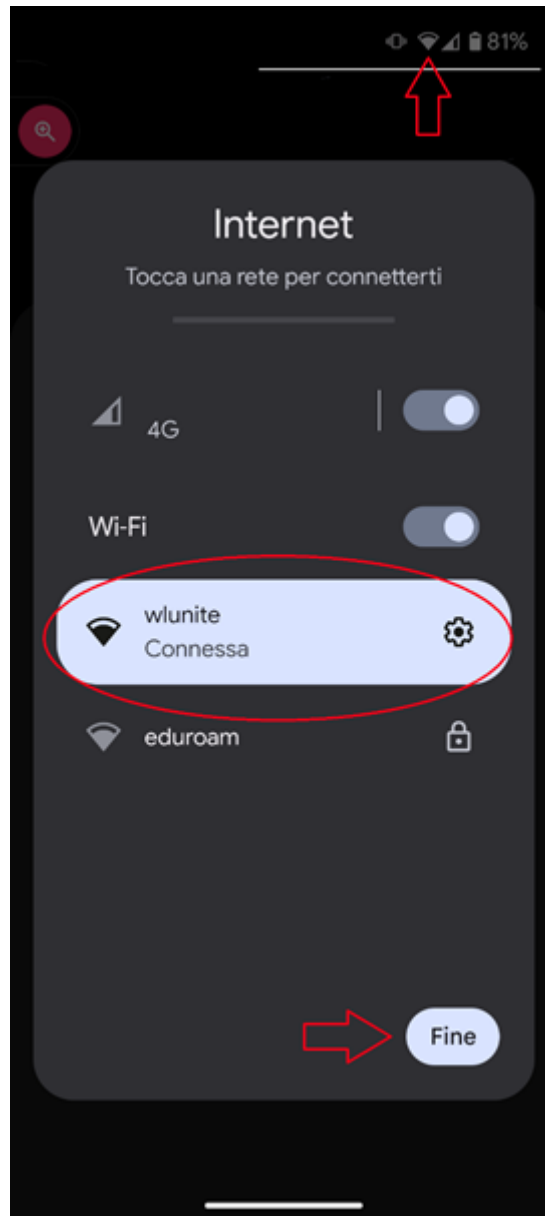 81%
Internet
Tocca una rete per connetterti
4G
Wi-Fi
wlunite
Connessa
eduroam
Fine